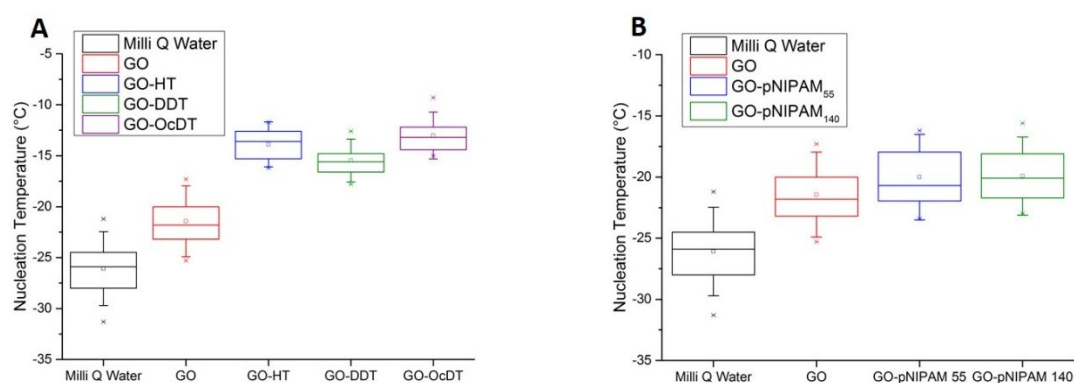 A
Milli Q Water
GO
GO-HT
GO-DDT
GO-OcDT
Nucleation Temperature (°C)
-5
-10
-15
-20
-25
-30
-35
Milli Q Water GO GO-HT GO-DDT GO-OcDT
B
Milli Q Water
GO
GO-pNIPAM₅₅
GO-pNIPAM₁₄₀
Nucleation Temperature (°C)
-10
-15
-20
-25
-30
-35
Milli Q Water GO GO-pNIPAM 55 GO-pNIPAM 140